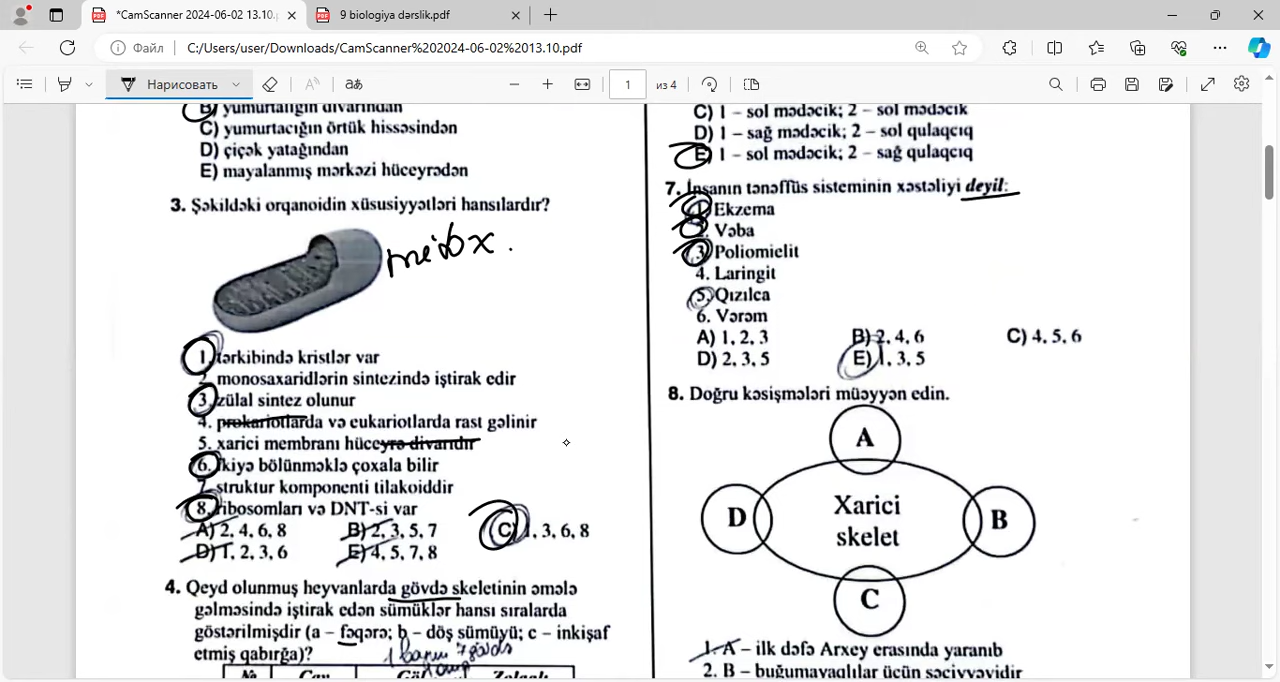 *CamScanner 2024-06-02 13.10.
9 biologiya dərslik.pdf
Файл
C:/Users/user/Downloads/CamScanner%202024-06-02%2013.10.pdf
Нарисовать
1
из 4
B) yumurtalığın divarından
C) yumurtacığın örtük hissəsindən
D) çiçək yatağından
E) mayalanmış mərkəzi hüceyrədən
3. Şəkildəki orqanoidin xüsusiyyətləri hansılardır?
mitox.
1. tərkibində kristlər var
2. monosaxaridlərin sintezində iştirak edir
3. zülal sintez olunur
4. prokariotlarda və eukariotlarda rast gəlinir
5. xarici membranı hüceyrə divarıdır
6. ikiyə bölünməklə çoxala bilir
7. struktur komponenti tilakoiddir
8. ribosomları və DNT-si var
A) 2, 4, 6, 8
B) 2, 3, 5, 7
C) 1, 3, 6, 8
D) 1, 2, 3, 6
E) 4, 5, 7, 8
4. Qeyd olunmuş heyvanlarda gövdə skeletinin əmələ
gəlməsində iştirak edən sümüklər hansı sıralarda
göstərilmişdir (a – fəqərə; b – döş sümüyü; c – inkişaf
etmiş qabırğa)?
C) 1 – sol mədəcik; 2 – sol mədəcik
D) 1 – sağ mədəcik; 2 – sol qulaqcıq
E) 1 – sol mədəcik; 2 – sağ qulaqcıq
7. İnsanın tənəffüs sisteminin xəstəliyi deyil:
1. Ekzema
2. Vəba
3. Poliomielit
4. Laringit
5. Qızılca
6. Vərəm
A) 1, 2, 3
B) 2, 4, 6
C) 4, 5, 6
D) 2, 3, 5
E) 1, 3, 5
8. Doğru kəsişmələri müəyyən edin.
A
D
Xarici
skelet
B
C
1. A – ilk dəfə Arxey erasında yaranıb
2. B – buğumayaqlılar üçün səciyyəvidir